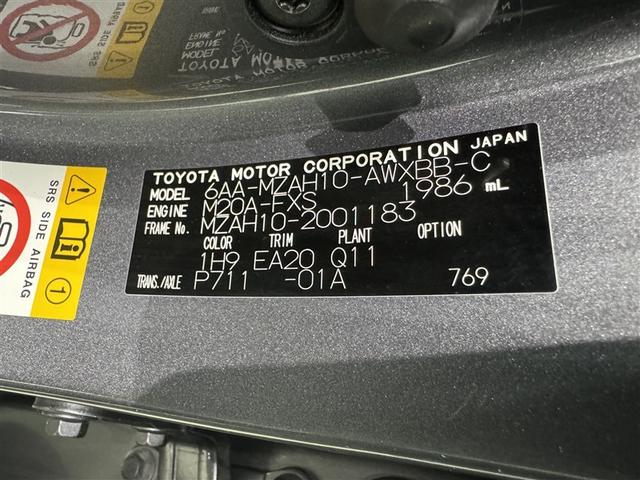 TOYOTA MOTOR CORPORATION JAPAN
MODEL 6AA-MZAH10-AWXBB-C
ENGINE M20A-FXS 1986 mL
FRAME No. MZAH10-2001183
COLOR TRIM PLANT OPTION
1H9 EA20 Q11
TRANS./AXLE P711 -01A 769
SRS SIDE AIRBAG